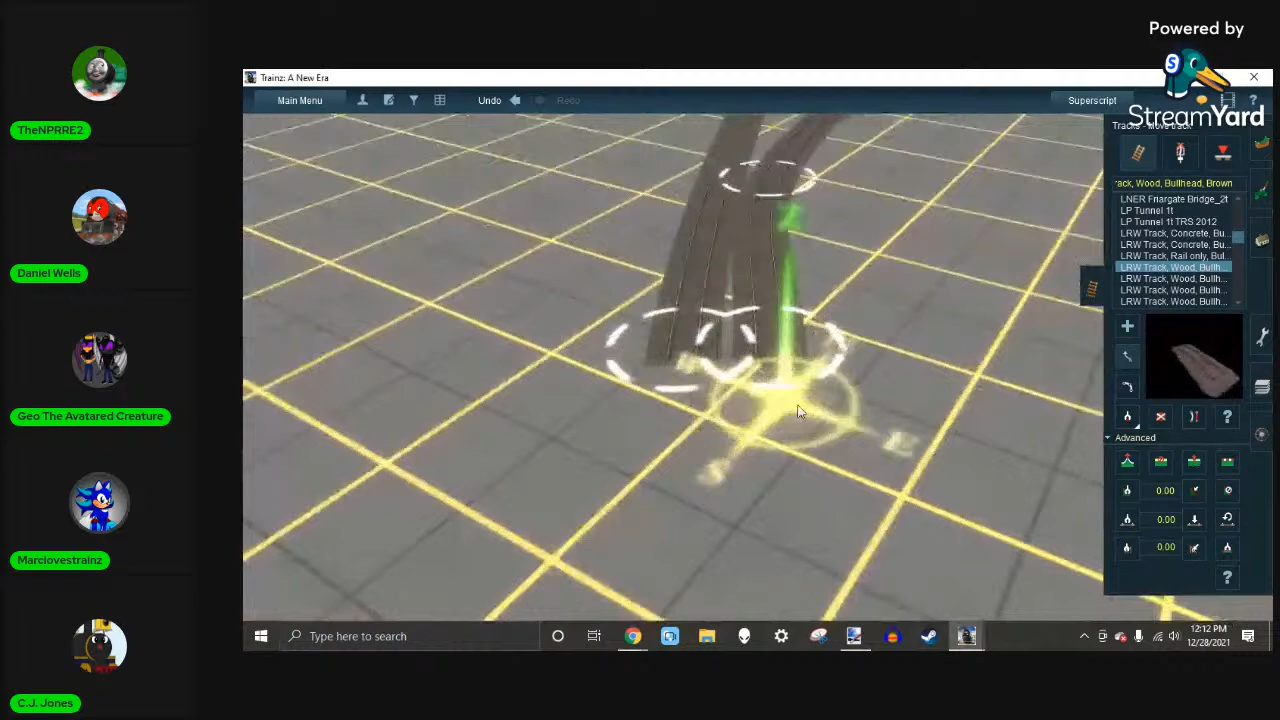 Powered by
StreamYard
TheNPRRE2
Daniel Wells
Geo The Avatared Creature
Marclovestrainz
C.J. Jones
Trainz: A New Era
Main Menu
Undo
Redo
Superscript
Tracks - Move track
rack, Wood, Bullhead, Brown
LNER Friargate Bridge_2t
LP Tunnel 1t
LP Tunnel 1t TRS 2012
LRW Track, Concrete, Bu...
LRW Track, Concrete, Bu...
LRW Track, Rail only, Bul...
LRW Track, Wood, Bullh...
LRW Track, Wood, Bullh...
LRW Track, Wood, Bullh...
LRW Track, Wood, Bullh...
Advanced
0.00
0.00
0.00
Type here to search
12:12 PM
12/28/2021